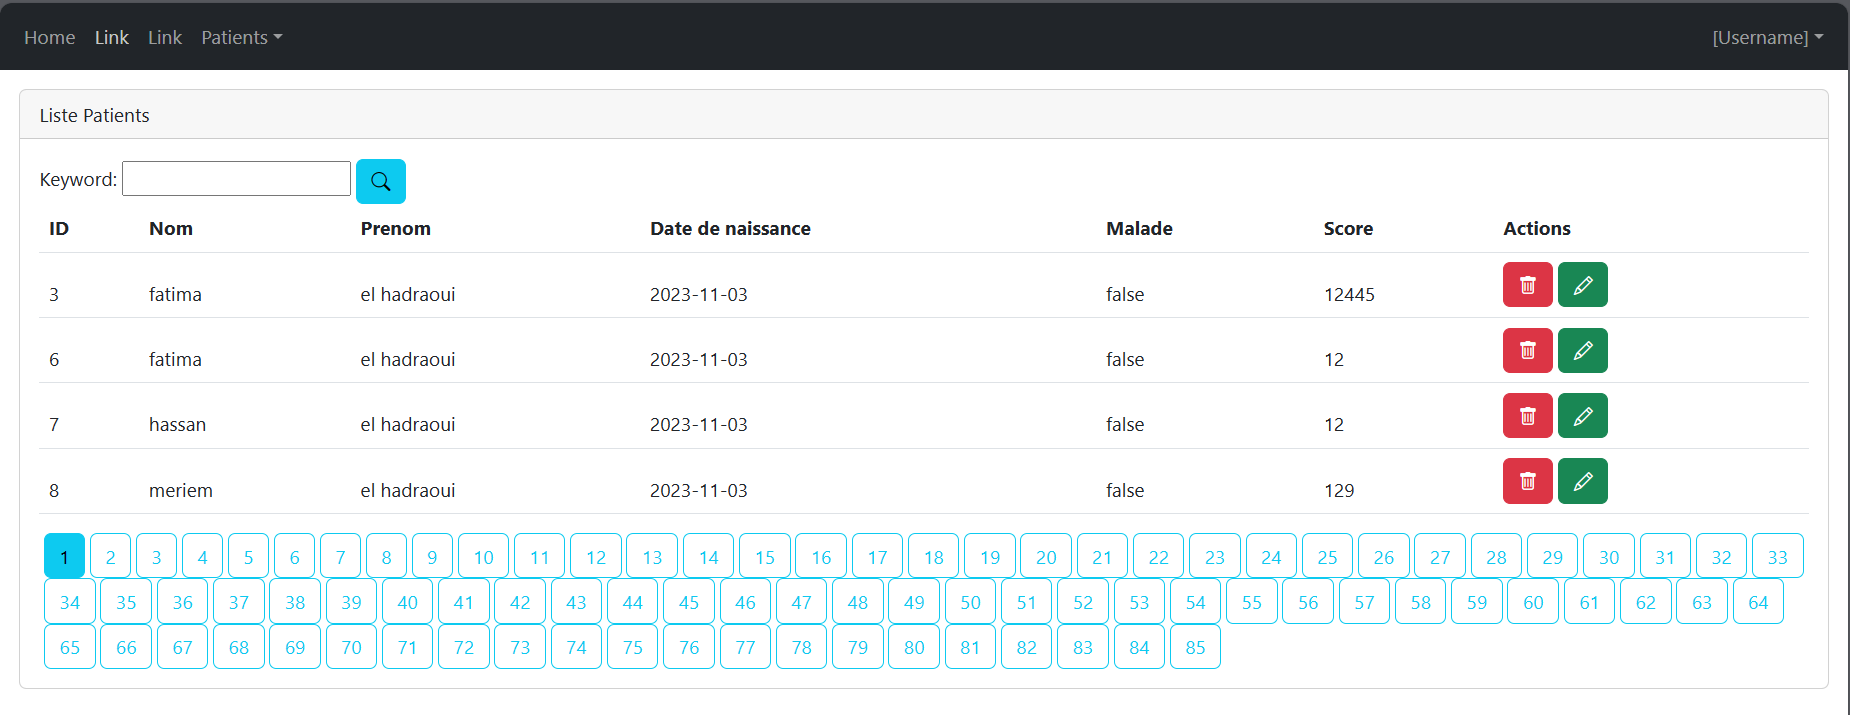 Home Link Link Patients [Username]
Liste Patients
Keyword:
ID Nom Prenom Date de naissance Malade Score Actions
3 fatima el hadraoui 2023-11-03 false 12445
6 fatima el hadraoui 2023-11-03 false 12
7 hassan el hadraoui 2023-11-03 false 12
8 meriem el hadraoui 2023-11-03 false 129
1 2 3 4 5 6 7 8 9 10 11 12 13 14 15 16 17 18 19 20 21 22 23 24 25 26 27 28 29 30 31 32 33
34 35 36 37 38 39 40 41 42 43 44 45 46 47 48 49 50 51 52 53 54 55 56 57 58 59 60 61 62 63 64
65 66 67 68 69 70 71 72 73 74 75 76 77 78 79 80 81 82 83 84 85